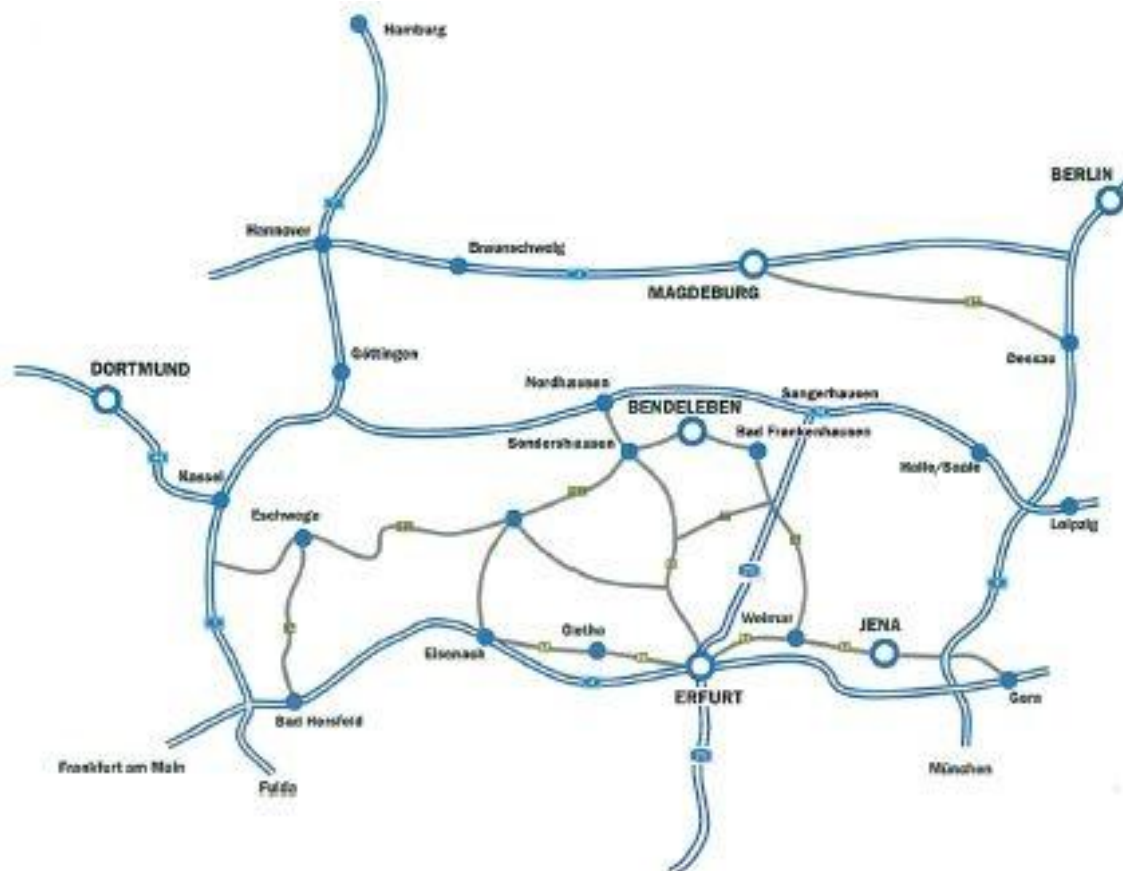 Hamburg
BERLIN
Hannover
Braunschweig
MAGDEBURG
Göttingen
DORTMUND
Dessau
Nordhausen
Sangerhausen
BENDELEBEN
Bad Frankenhausen
Sondershausen
Halle/Saale
Kassel
Eschwege
Leipzig
Weimar
JENA
Gotha
Eisenach
ERFURT
Gera
Bad Hersfeld
Frankfurt am Main
München
Fulda